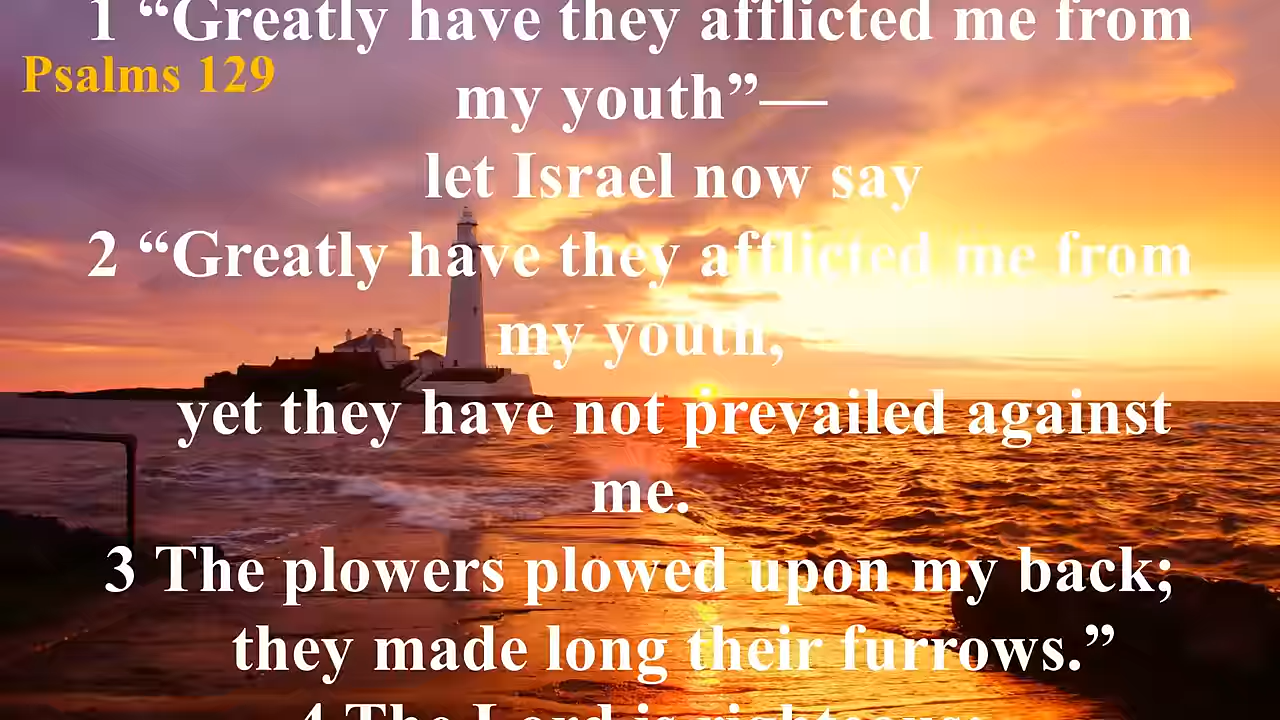 1 “Greatly have they afflicted me from
Psalms 129
my youth”—
let Israel now say
2 “Greatly have they afflicted me from
my youth,
yet they have not prevailed against
me.
3 The plowers plowed upon my back;
they made long their furrows.”
4 The Lord is righteous;